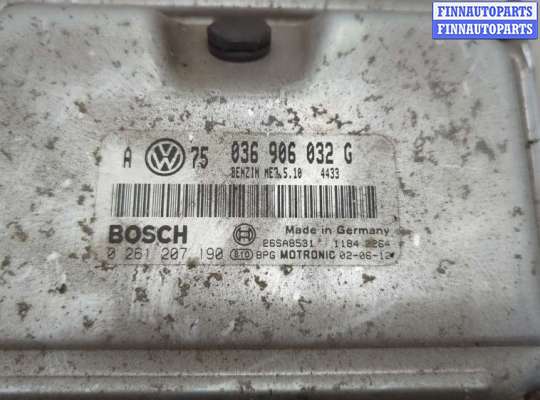 FINNAUTOPARTS
FINNAUTOPARTS
A VW 75 036 906 032 G
BENZIN ME7.5.10 4433
BOSCH
Made in Germany
26SA8531 1184 2264
0 261 207 190 BPG MOTRONIC 02-06-12